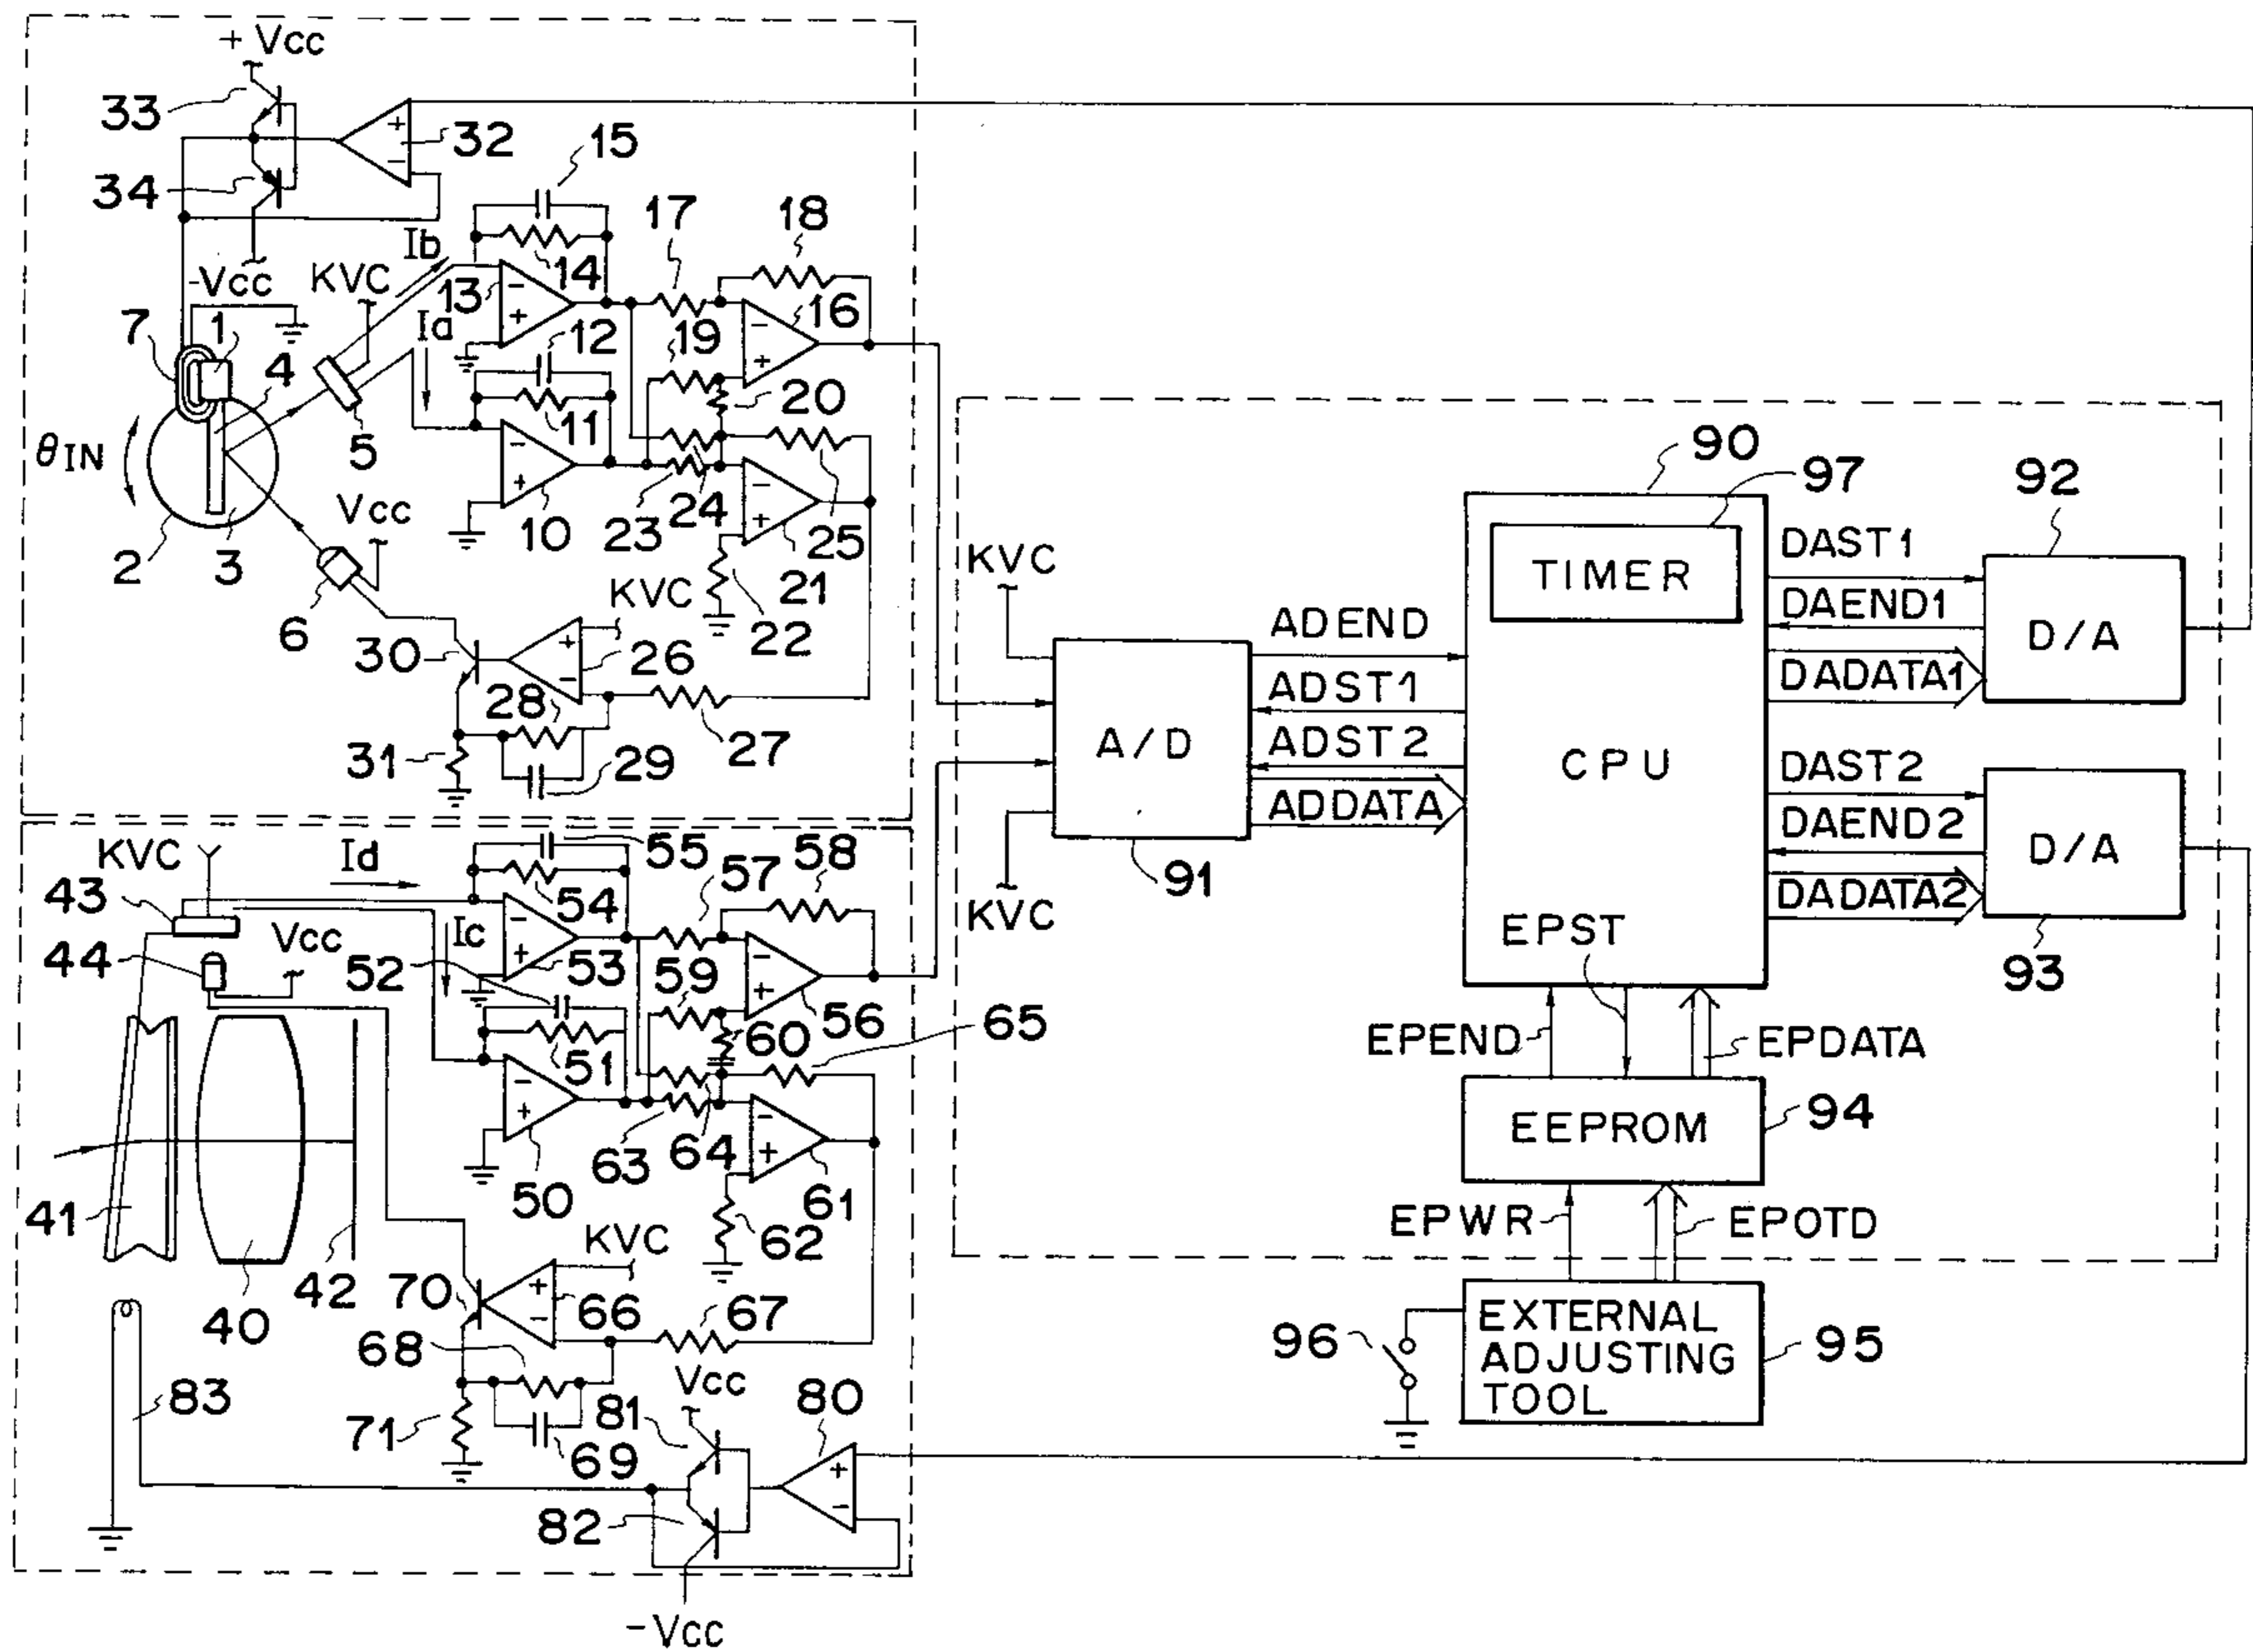 +Vcc
33
32
15
34
Ib
17
18
-Vcc
KVC
13
14
16
7
1
Ia
12
19
4
20
5
11
θIN
90
97
92
Vcc
10
23
24
25
DAST1
2
3
KVC
TIMER
6
KVC
21
22
DAEND1
D/A
30
26
ADEND
28
ADST1
DADATA1
31
29
27
A/D
ADST2
CPU
DAST2
ADDATA
DAEND2
KVC
Id
55
58
57
D/A
43
54
91
KVC
DADATA2
Ic
Vcc
EPST
44
52
53
59
93
56
60
65
51
EPEND
EPDATA
EEPROM
94
63
64
41
50
61
62
EPWR
EPOTD
KVC
42
70
66
67
40
68
96
EXTERNAL
ADJUSTING
TOOL
95
83
Vcc
81
80
71
69
82
-Vcc